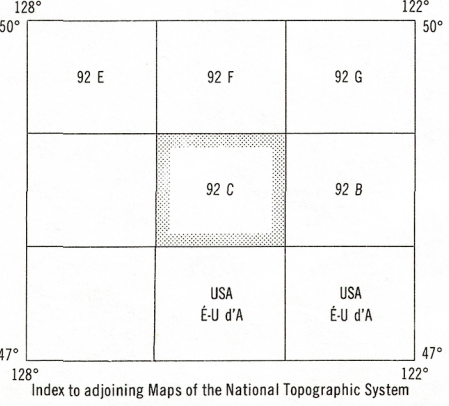 128° 122°
50° 50°
92 E 92 F 92 G
92 C 92 B
USA USA
É-U d'A É-U d'A
47° 47°
128° 122°
Index to adjoining Maps of the National Topographic System